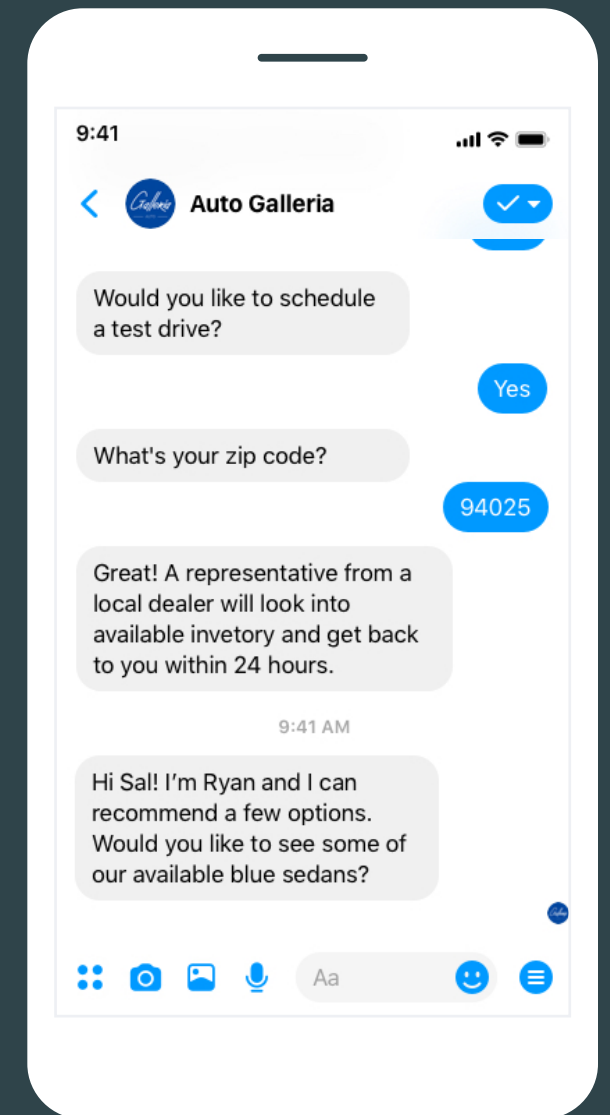 9:41
Galleria
Auto Galleria
Would you like to schedule
a test drive?
Yes
What's your zip code?
94025
Great! A representative from a
local dealer will look into
available invetory and get back
to you within 24 hours.
9:41 AM
Hi Sal! I’m Ryan and I can
recommend a few options.
Would you like to see some of
our available blue sedans?
Aa